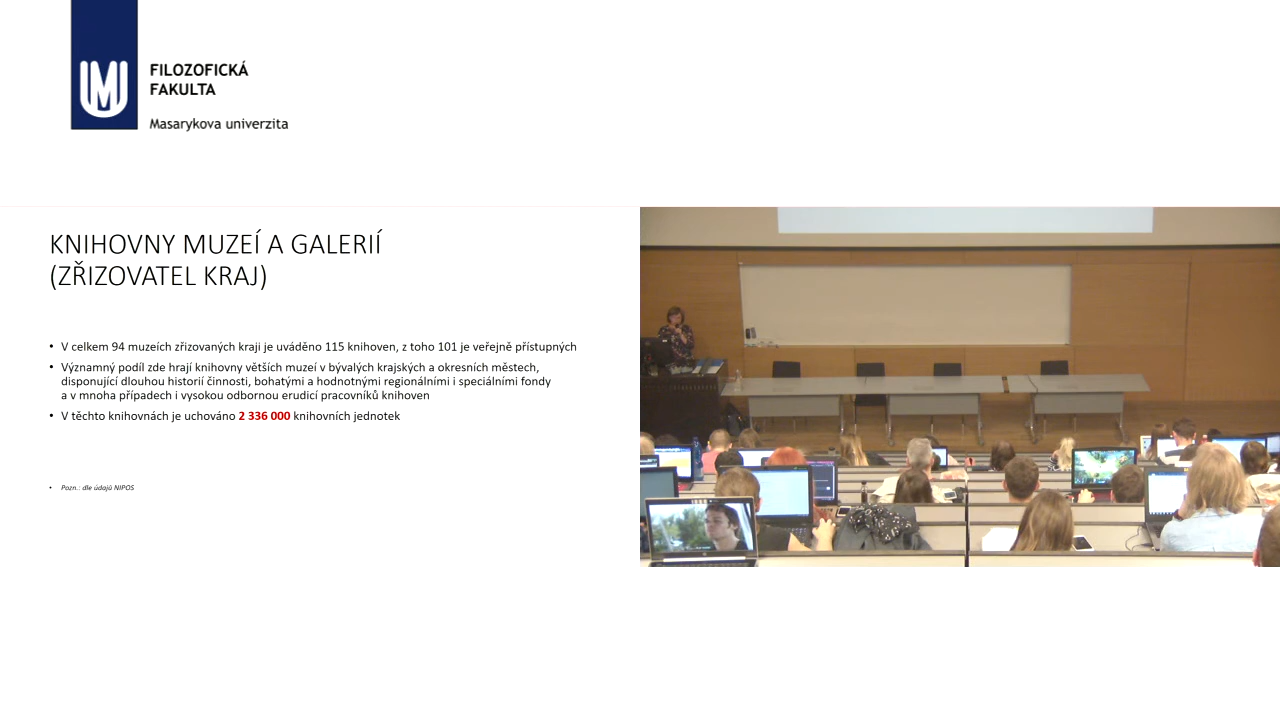 FILOZOFICKÁ
FAKULTA
Masarykova univerzita
KNIHOVNY MUZEÍ A GALERIÍ
(ZŘIZOVATEL KRAJ)
• V celkem 94 muzeích zřizovaných kraji je uváděno 115 knihoven, z toho 101 je veřejně přístupných
• Významný podíl zde hrají knihovny větších muzeí v bývalých krajských a okresních městech,
disponující dlouhou historií činnosti, bohatými a hodnotnými regionálními i speciálními fondy
a v mnoha případech i vysokou odbornou erudicí pracovníků knihoven
• V těchto knihovnách je uchováno 2 336 000 knihovních jednotek
• Pozn.: dle údajů NIPOS